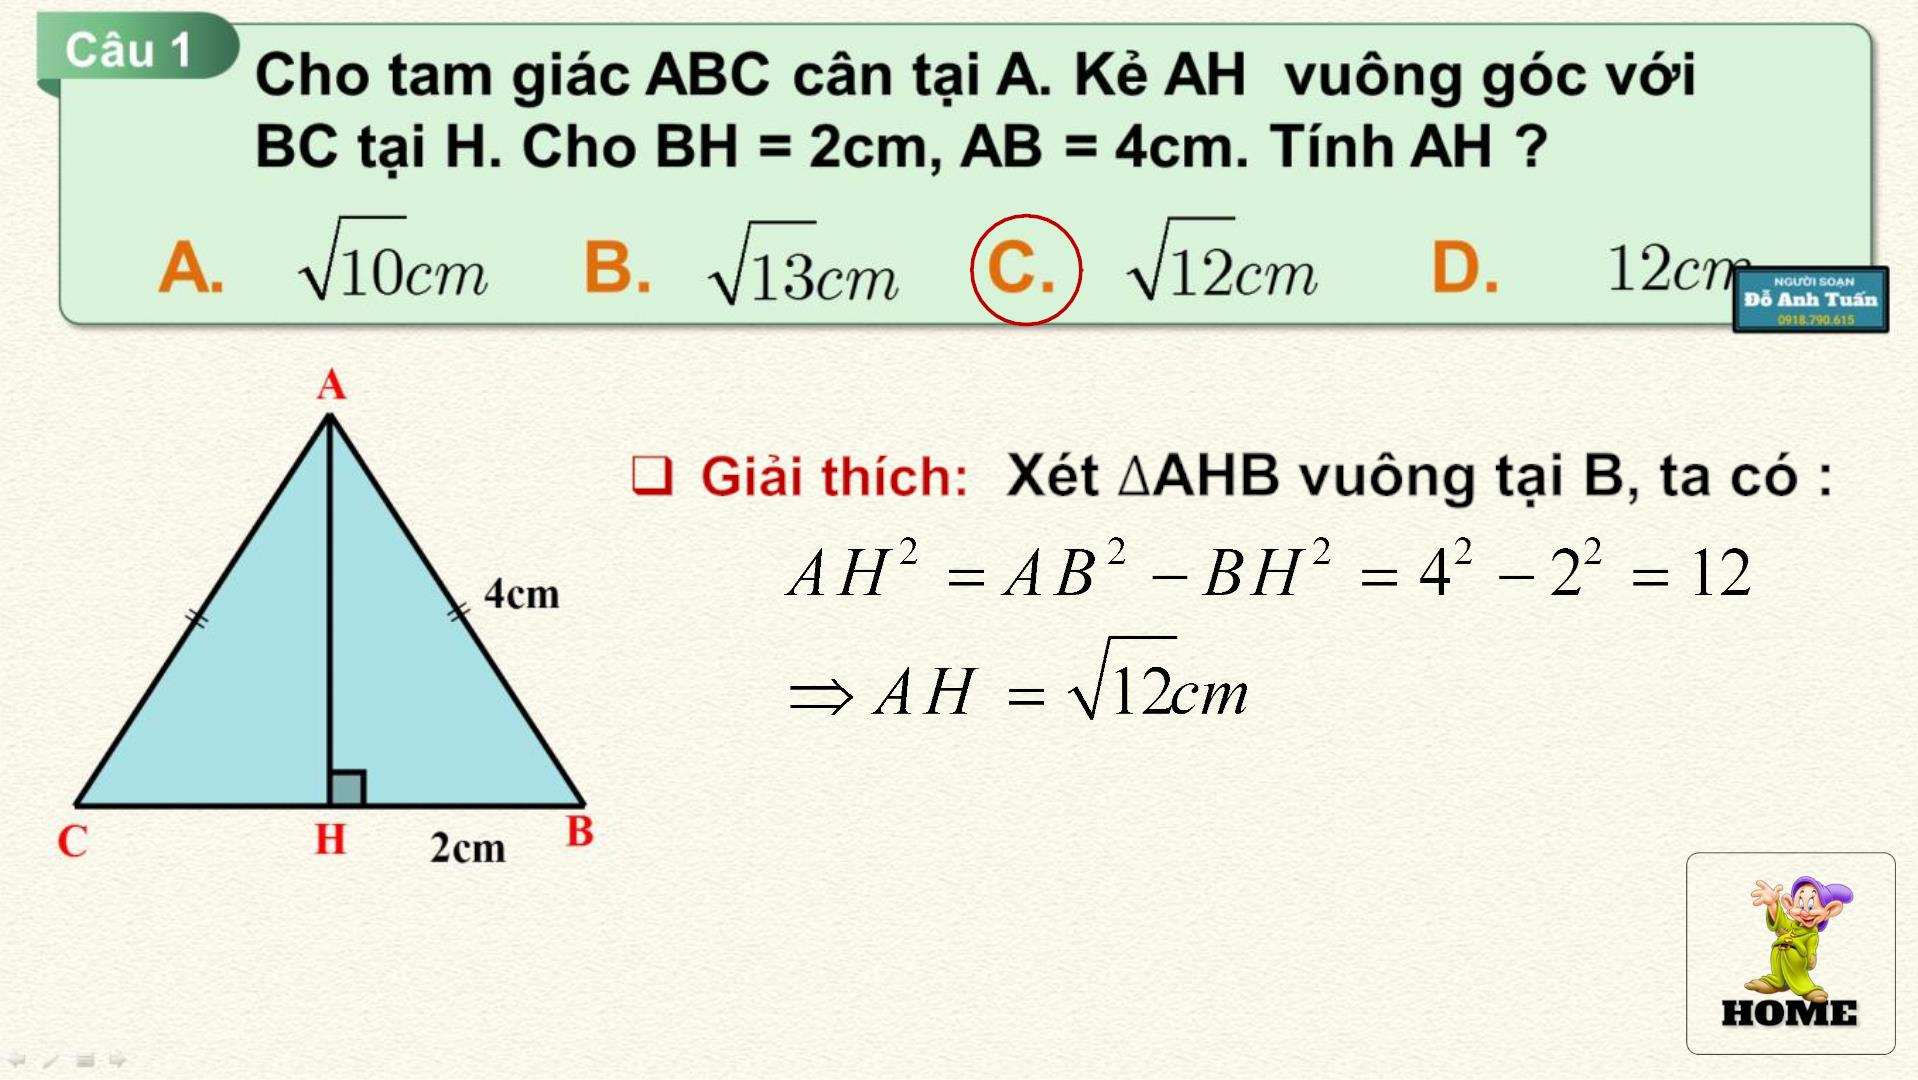 Câu 1
Cho tam giác ABC cân tại A. Kẻ AH vuông góc với
BC tại H. Cho BH = 2cm, AB = 4cm. Tính AH ?
A. √10cm B. √13cm C. √12cm D. 12cm
NGƯỜI SOẠN
Đỗ Anh Tuấn
0918.790.615
A
❑ Giải thích: Xét ∆AHB vuông tại B, ta có :
AH² = AB² − BH² = 4² − 2² = 12
4cm
⇒ AH = √12cm
C H 2cm B
HOME